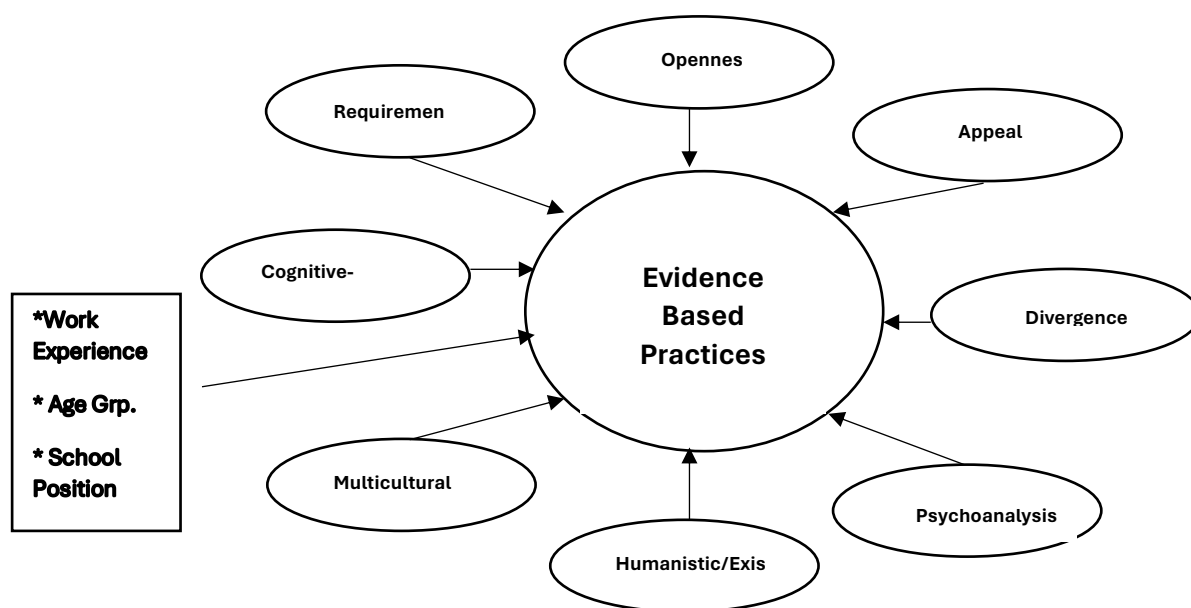 Opennes
Requiremen
Appeal
Cognitive-
Evidence
Based
Practices
Divergence
*Work
Experience
* Age Grp.
* School
Position
Multicultural
Psychoanalysis
Humanistic/Exis